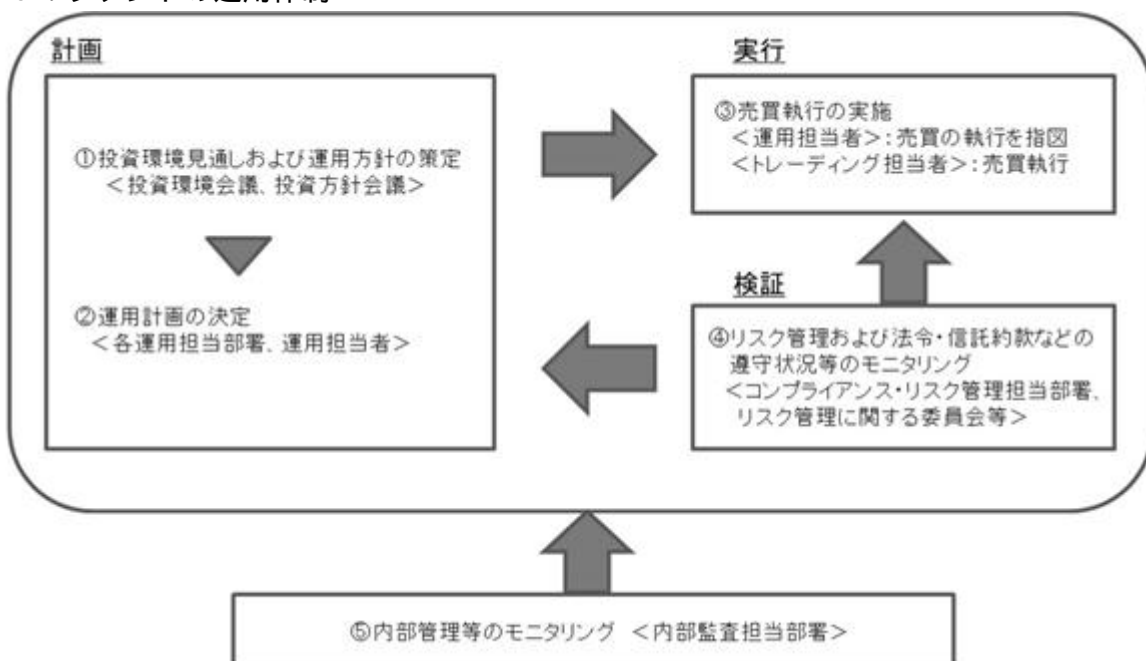 計画
①投資環境見通しおよび運用方針の策定
＜投資環境会議、投資方針会議＞
②運用計画の決定
＜各運用担当部署、運用担当者＞
実行
③売買執行の実施
＜運用担当者＞：売買の執行を指図
＜トレーディング担当者＞：売買執行
検証
④リスク管理および法令・信託約款などの
遵守状況等のモニタリング
＜コンプライアンス・リスク管理担当部署、
リスク管理に関する委員会等＞
⑤内部管理等のモニタリング ＜内部監査担当部署＞